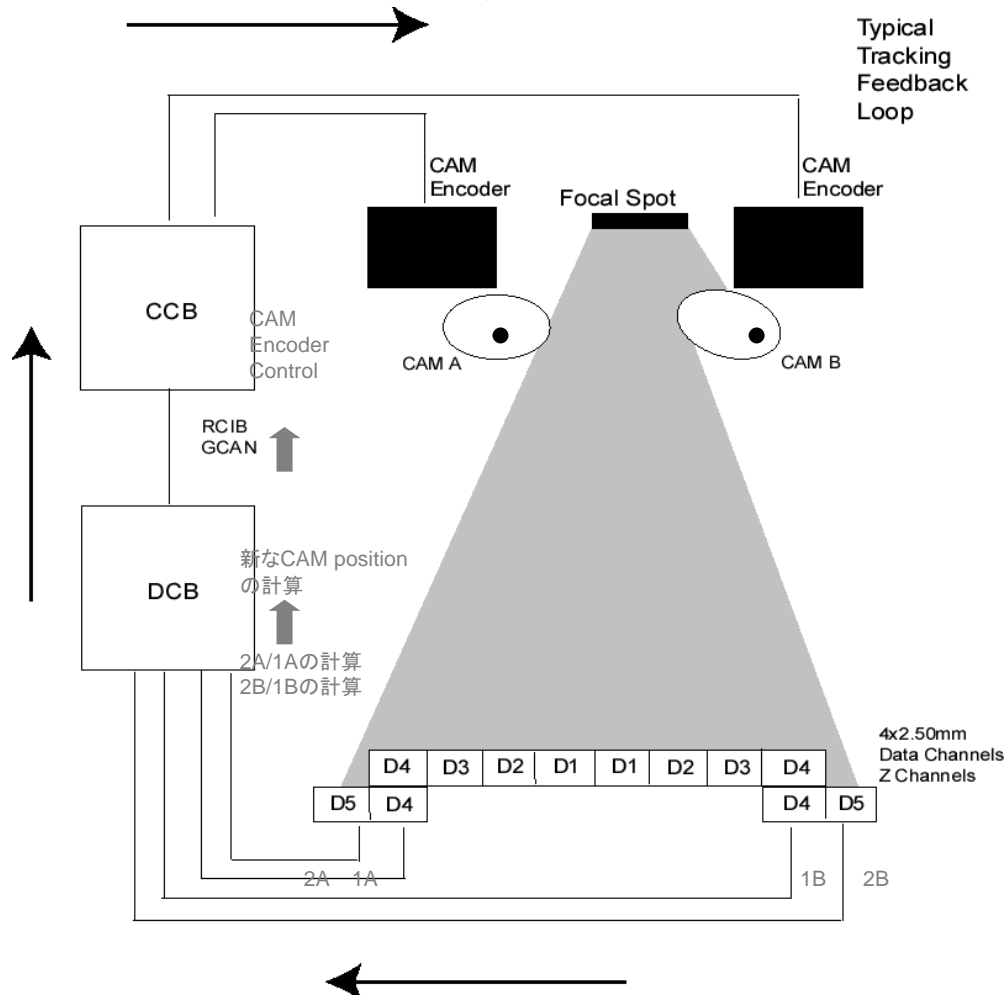 Typical
Tracking
Feedback
Loop
CAM
Encoder
CAM
Encoder
Focal Spot
CCB
CAM
Encoder
Control
CAM A
CAM B
RCIB
GCAN
DCB
新なCAM position
の計算
2A/1Aの計算
2B/1Bの計算
4x2.50mm
Data Channels
Z Channels
D4 D3 D2 D1 D1 D2 D3 D4
D5 D4 D4 D5
2A 1A 1B 2B